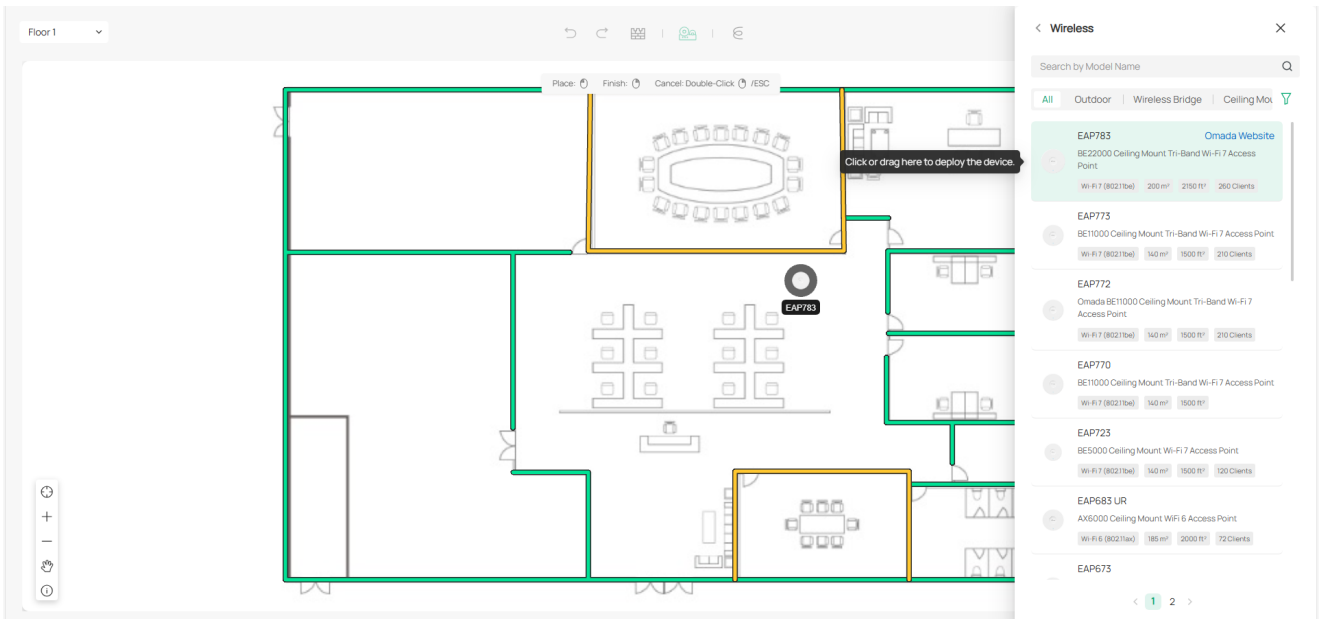 Floor 1
Place: Finish: Cancel: Double-Click /ESC
Wireless
Search by Model Name
All Outdoor Wireless Bridge Ceiling Mou
Click or drag here to deploy the device.
EAP783
EAP783 Omada Website
BE22000 Ceiling Mount Tri-Band Wi-Fi 7 Access
Point
Wi-Fi 7 (802.11be) 200 m² 2150 ft² 260 Clients
EAP773
BE11000 Ceiling Mount Tri-Band Wi-Fi 7 Access Point
Wi-Fi 7 (802.11be) 140 m² 1500 ft² 210 Clients
EAP772
Omada BE11000 Ceiling Mount Tri-Band Wi-Fi 7
Access Point
Wi-Fi 7 (802.11be) 140 m² 1500 ft² 210 Clients
EAP770
BE11000 Ceiling Mount Tri-Band Wi-Fi 7 Access Point
Wi-Fi 7 (802.11be) 140 m² 1500 ft²
EAP723
BE5000 Ceiling Mount Wi-Fi 7 Access Point
Wi-Fi 7 (802.11be) 140 m² 1500 ft² 120 Clients
EAP683 UR
AX6000 Ceiling Mount WiFi 6 Access Point
Wi-Fi 6 (802.11ax) 185 m² 2000 ft² 72 Clients
EAP673
1 2